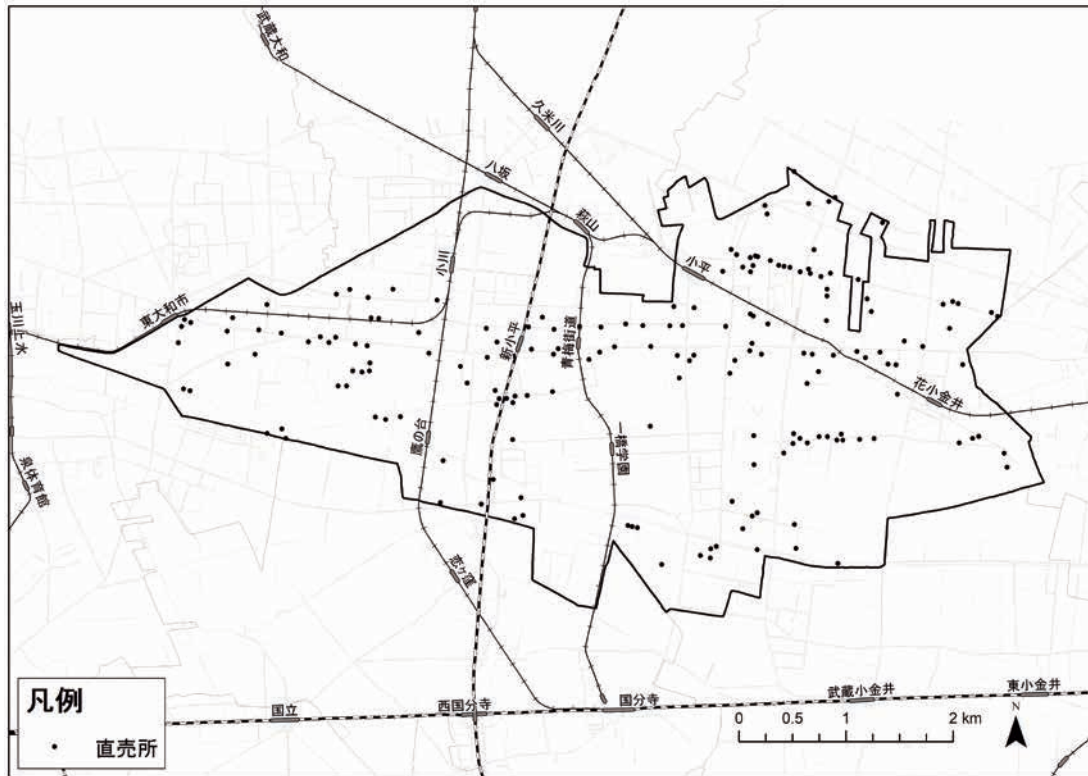 武蔵大和
久米川
八坂
萩山
小川
小平
東大和市
玉川上水
新小平
青梅街道
花小金井
鷹の台
一橋学園
泉体育館
恋ヶ窪
凡例
直売所
国立
西国分寺
国分寺
武蔵小金井
東小金井
0 0.5 1 2 km
N